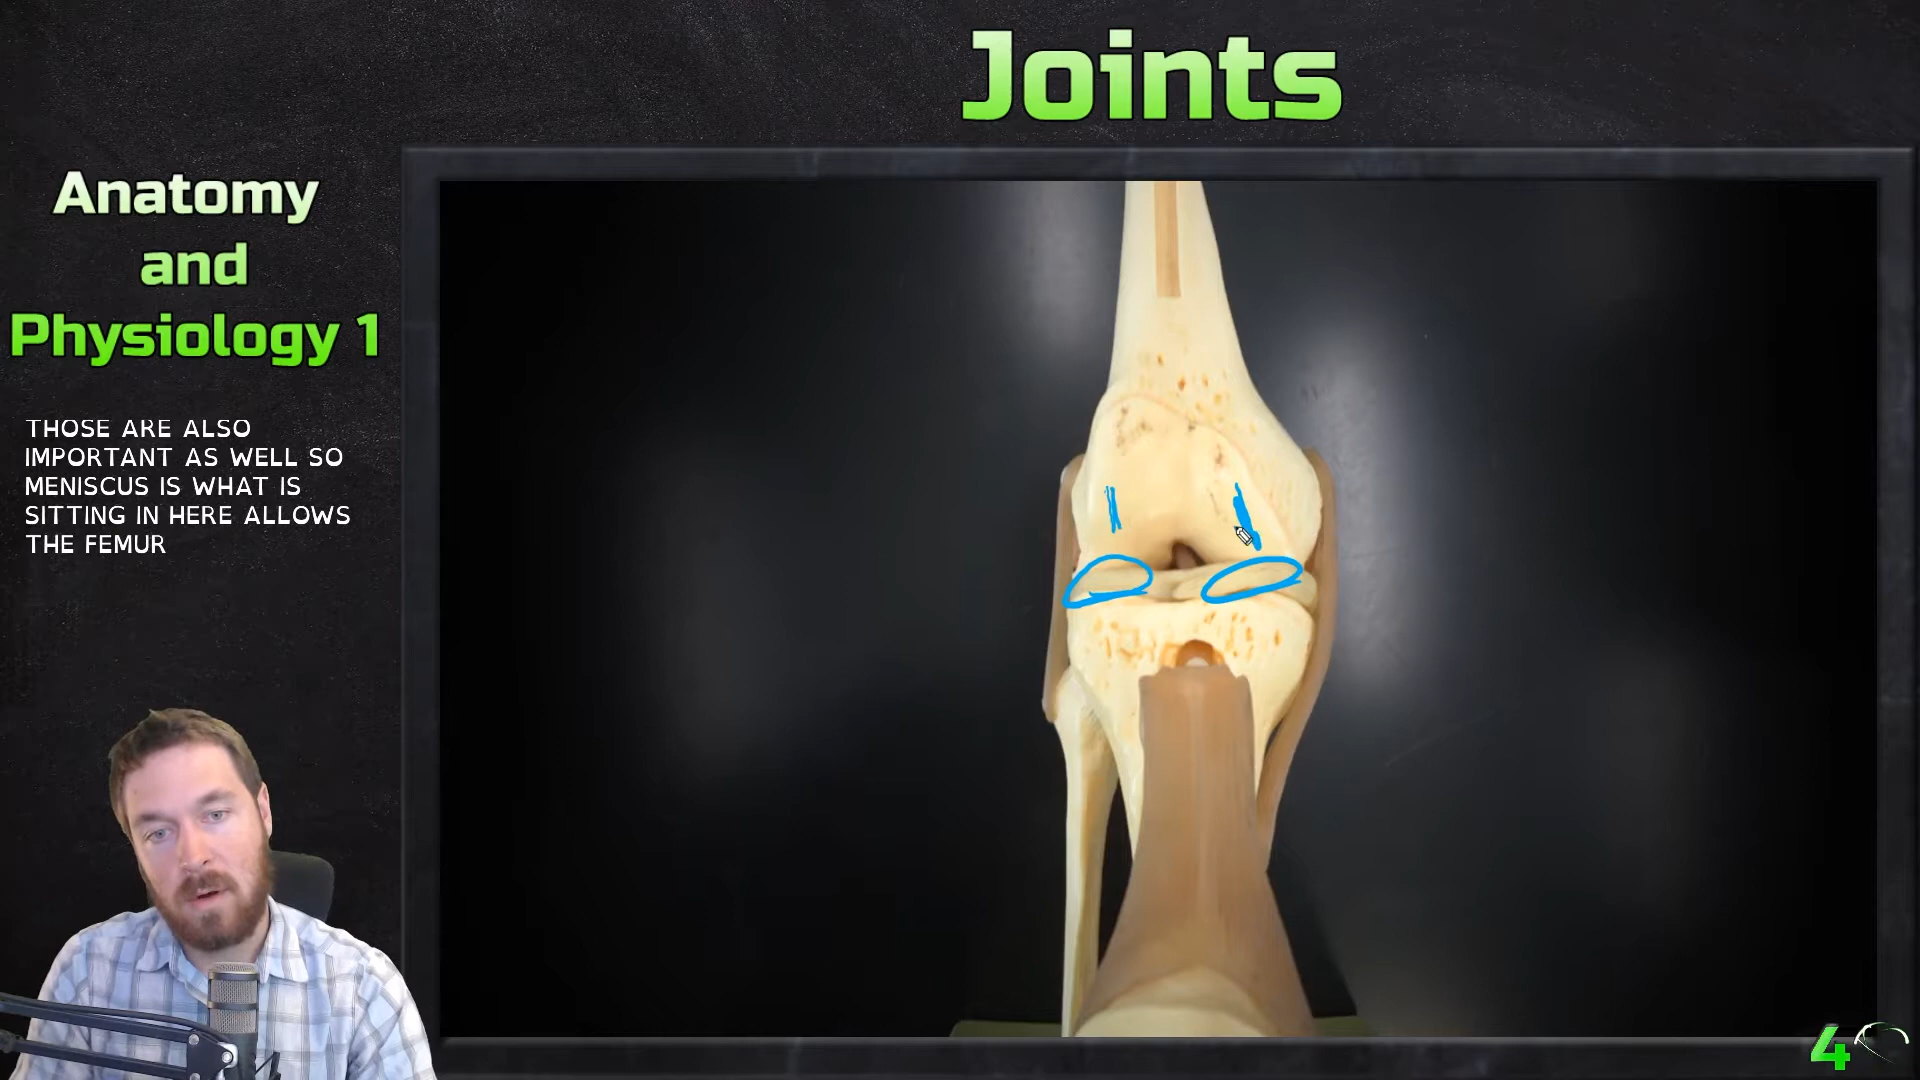 Joints
Anatomy
and
Physiology 1
THOSE ARE ALSO
IMPORTANT AS WELL SO
MENISCUS IS WHAT IS
SITTING IN HERE ALLOWS
THE FEMUR
4